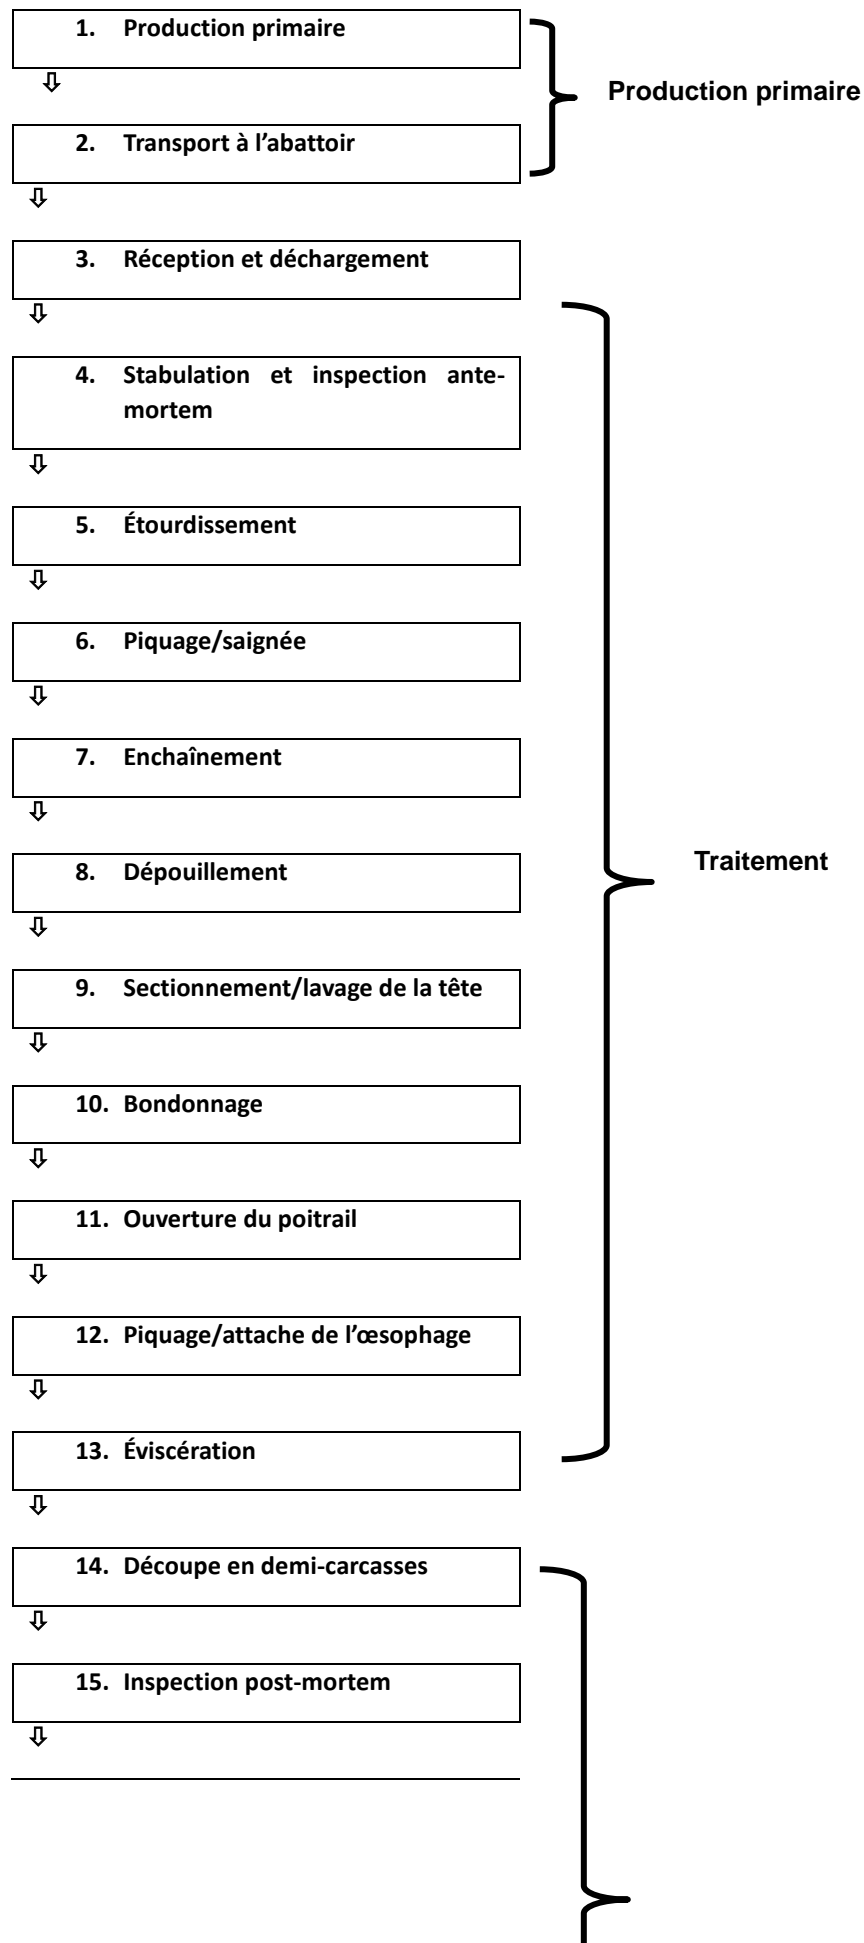 1. Production primaire
⇩
Production primaire
2. Transport à l’abattoir
⇩
3. Réception et déchargement
⇩
4. Stabulation et inspection ante-
mortem
⇩
5. Étourdissement
⇩
6. Piquage/saignée
⇩
7. Enchaînement
⇩
8. Dépouillement
Traitement
⇩
9. Sectionnement/lavage de la tête
⇩
10. Bondonnage
⇩
11. Ouverture du poitrail
⇩
12. Piquage/attache de l’œsophage
⇩
13. Éviscération
⇩
14. Découpe en demi-carcasses
⇩
15. Inspection post-mortem
⇩